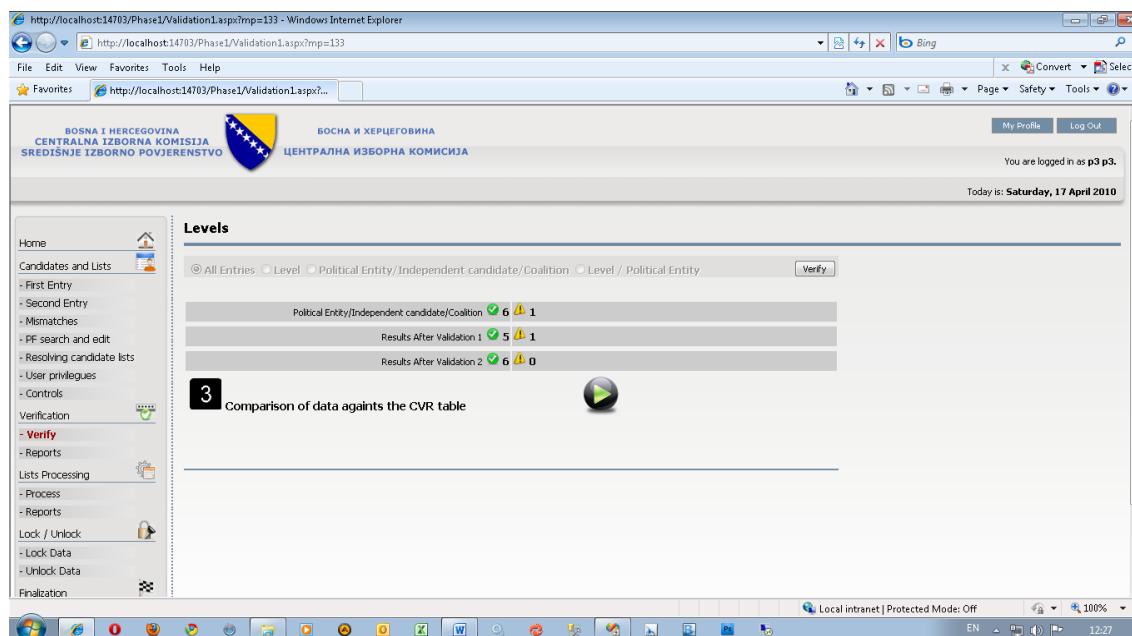 http://localhost:14703/Phase1/Validation1.aspx?mp=133 - Windows Internet Explorer
http://localhost:14703/Phase1/Validation1.aspx?mp=133
Bing
File Edit View Favorites Tools Help
Convert
Selec
Favorites
http://localhost:14703/Phase1/Validation1.aspx?...
Page Safety Tools
BOSNA I HERCEGOVINA
CENTRALNA IZBORNA KOMISIJA
SREDIŠNJE IZBORNO POVJERENSTVO
БОСНА И ХЕРЦЕГОВИНА
ЦЕНТРАЛНА ИЗБОРНА КОМИСИЈА
My Profile Log Out
You are logged in as p3 p3.
Today is: Saturday, 17 April 2010
Home
Candidates and Lists
- First Entry
- Second Entry
- Mismatches
- PF search and edit
- Resolving candidate lists
- User privilegues
- Controls
Verification
- Verify
- Reports
Lists Processing
- Process
- Reports
Lock / Unlock
- Lock Data
- Unlock Data
Finalization
Levels
All Entries Level Political Entity/Independent candidate/Coalition Level / Political Entity Verify
Political Entity/Independent candidate/Coalition 6 1
Results After Validation 1 5 1
Results After Validation 2 6 0
3 Comparison of data againts the CVR table
Local intranet | Protected Mode: Off
100%
EN
12:27